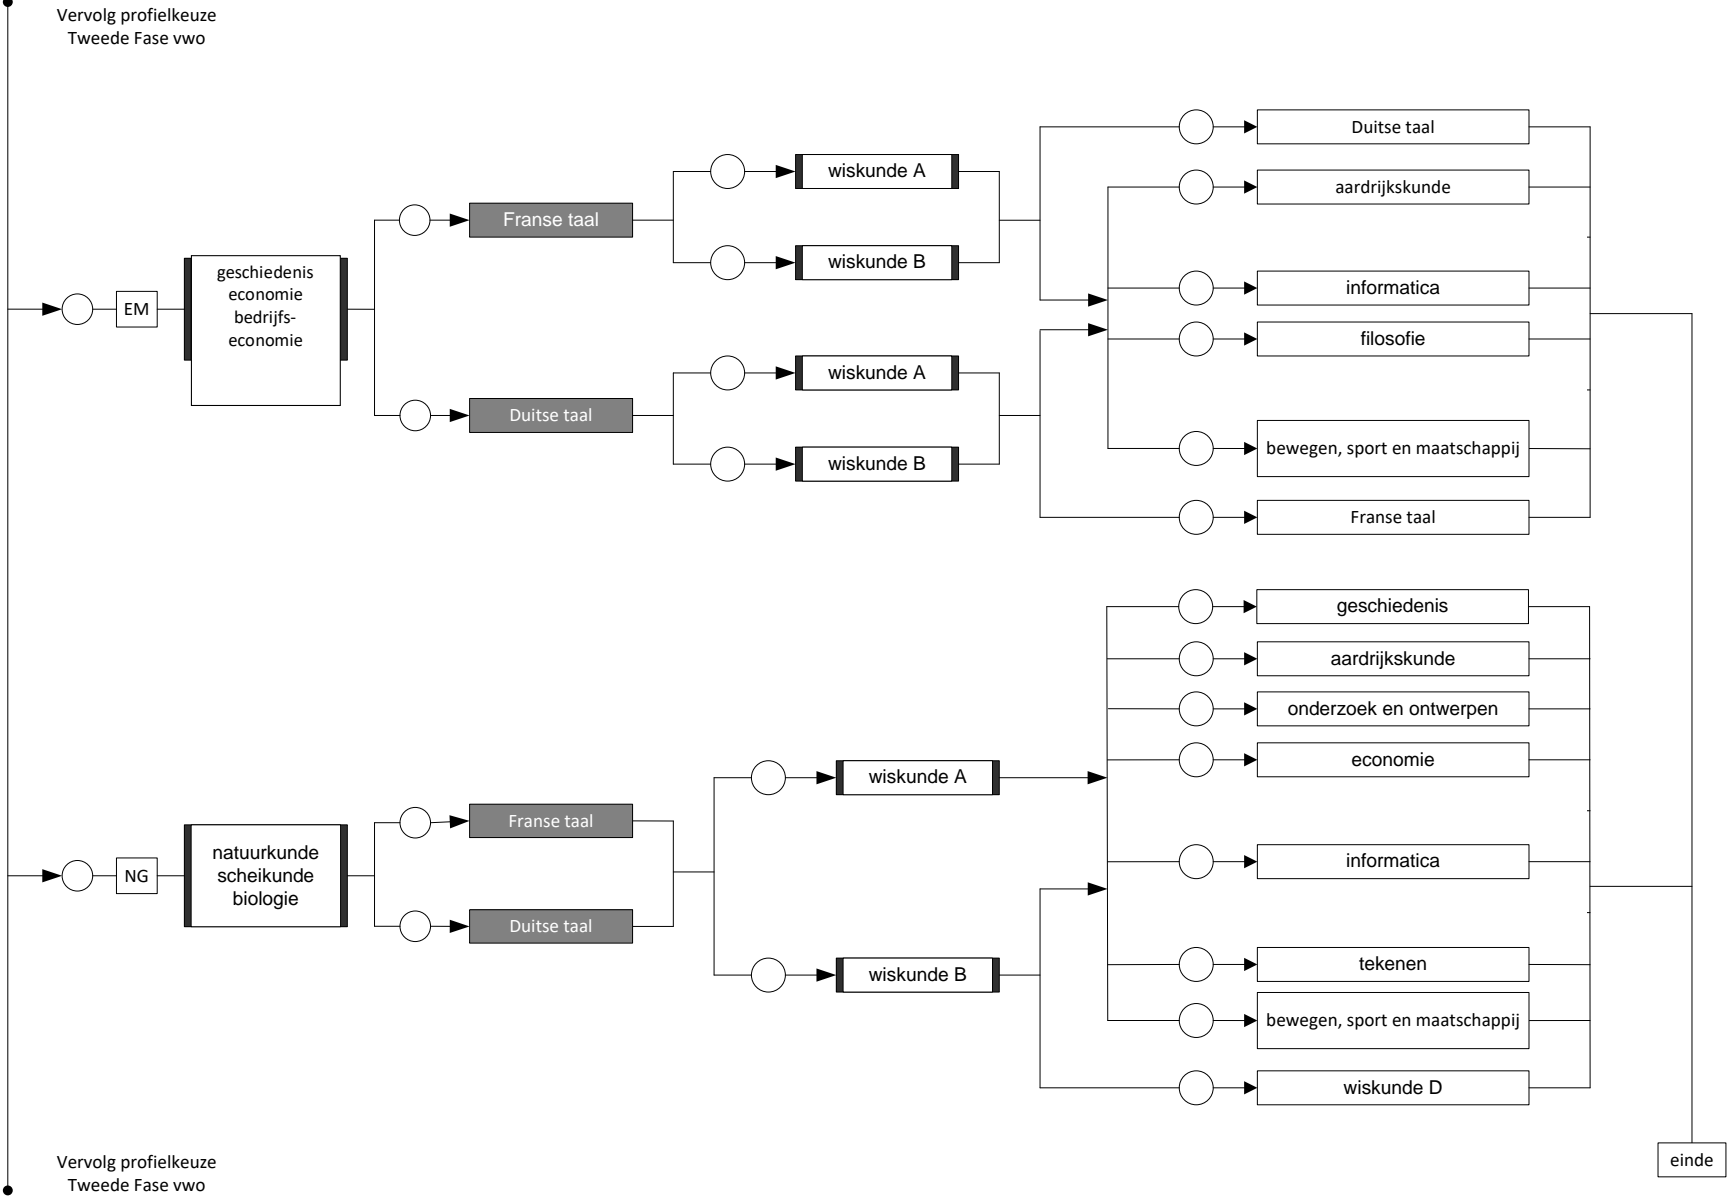 Vervolg profielkeuze
Tweede Fase vwo
EM
geschiedenis
economie
bedrijfs-
economie
Franse taal
Duitse taal
wiskunde A
wiskunde B
wiskunde A
wiskunde B
Duitse taal
aardrijkskunde
informatica
filosofie
bewegen, sport en maatschappij
Franse taal
NG
natuurkunde
scheikunde
biologie
Franse taal
Duitse taal
wiskunde A
wiskunde B
geschiedenis
aardrijkskunde
onderzoek en ontwerpen
economie
informatica
tekenen
bewegen, sport en maatschappij
wiskunde D
einde
Vervolg profielkeuze
Tweede Fase vwo